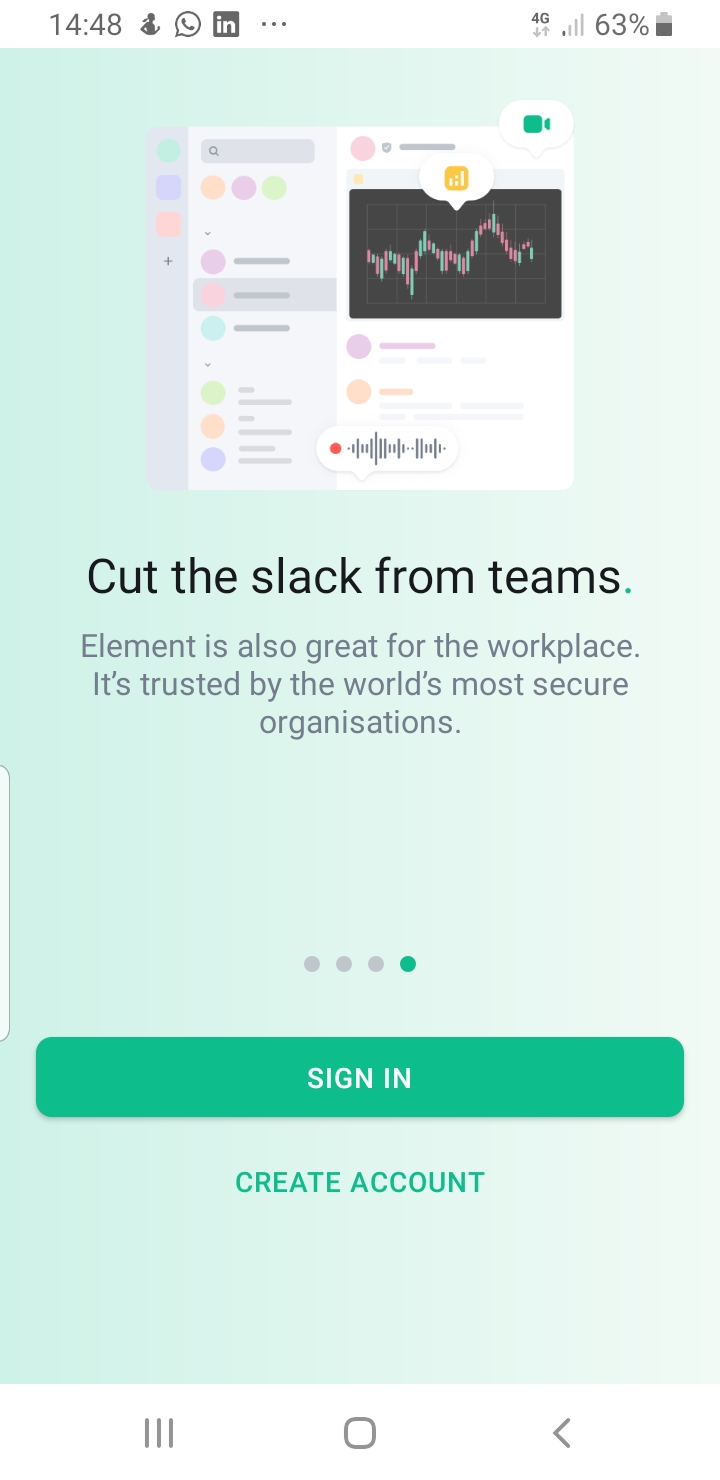 14:48
4G
63%
Cut the slack from teams.
Element is also great for the workplace.
It's trusted by the world's most secure
organisations.
SIGN IN
CREATE ACCOUNT